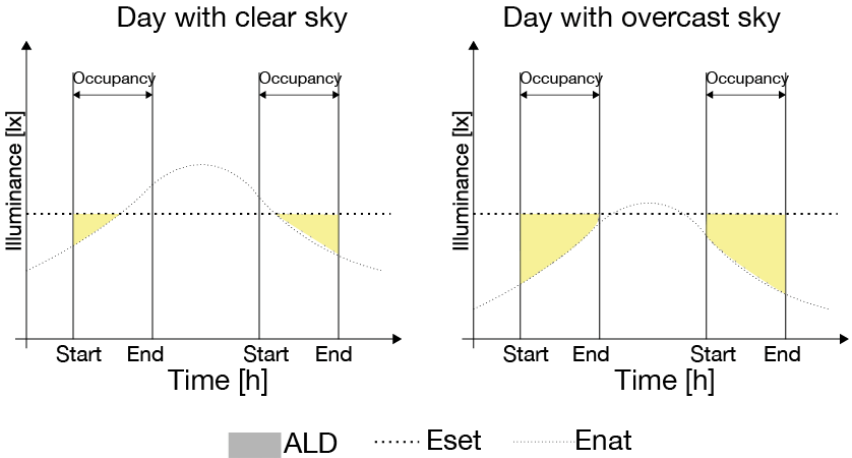 Day with clear sky
Day with overcast sky
Occupancy
Occupancy
Occupancy
Occupancy
Illuminance [lx]
Illuminance [lx]
Start
End
Start
End
Start
End
Start
End
Time [h]
Time [h]
ALD
Eset
Enat